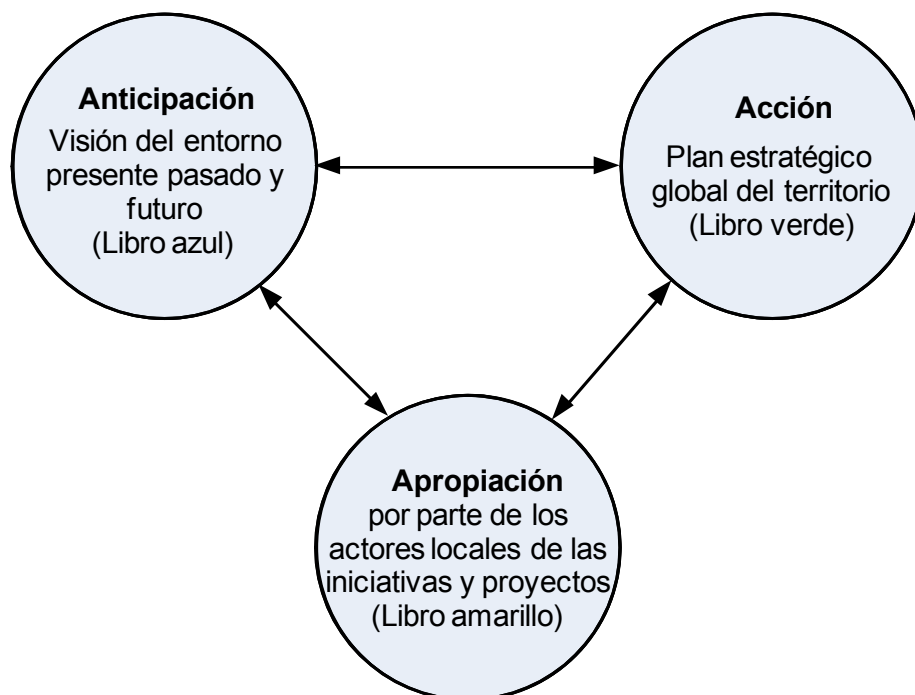 Anticipación
Visión del entorno
presente pasado y
futuro
(Libro azul)
Acción
Plan estratégico
global del territorio
(Libro verde)
Apropiación
por parte de los
actores locales de las
iniciativas y proyectos
(Libro amarillo)